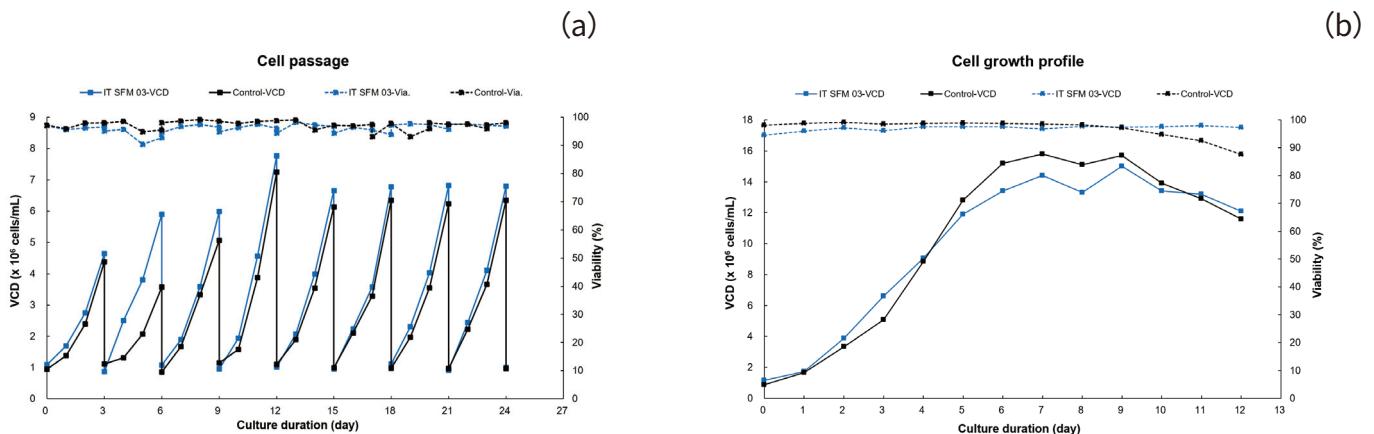 (a)
Cell passage
IT SFM 03-VCD Control-VCD IT SFM 03-Via. Control-Via.
9 8 7 6 5 4 3 2 1 0
VCD (x 10⁶ cells/mL)
100 90 80 70 60 50 40 30 20 10 0
Viability (%)
0 3 6 9 12 15 18 21 24 27
Culture duration (day)
(b)
Cell growth profile
IT SFM 03-VCD Control-VCD IT SFM 03-VCD Control-VCD
18 16 14 12 10 8 6 4 2 0
VCD (x 10⁶ cells/mL)
100 90 80 70 60 50 40 30 20 10 0
Viability (%)
0 1 2 3 4 5 6 7 8 9 10 11 12 13
Culture duration (day)